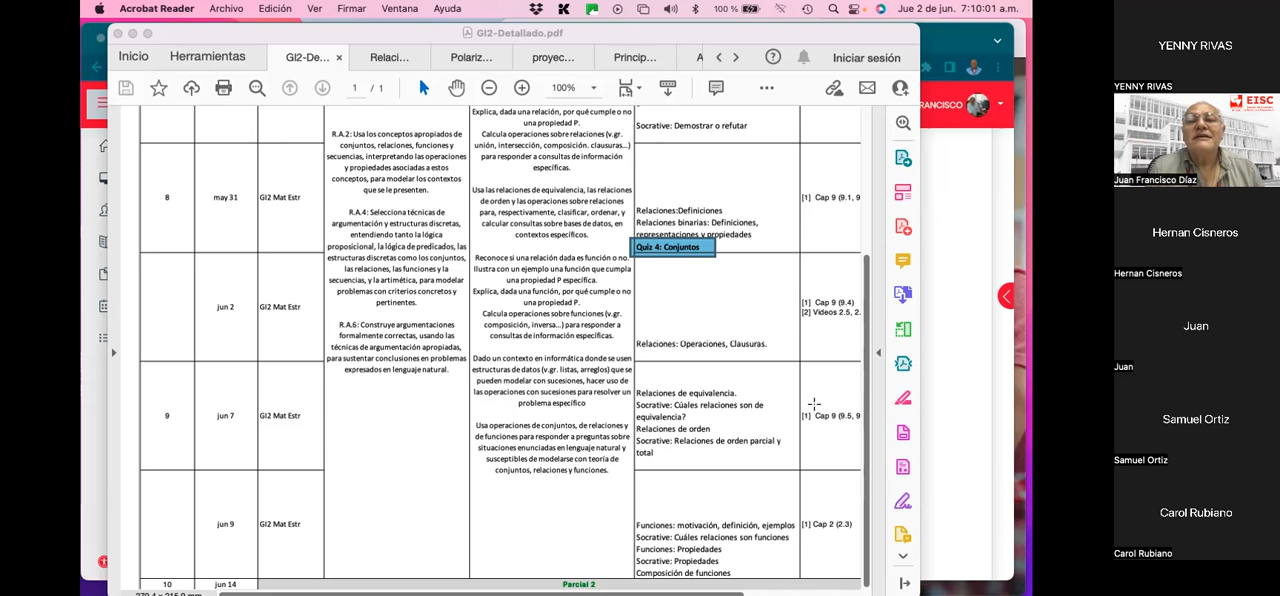 Acrobat Reader Archivo Edición Ver Firmar Ventana Ayuda 100 % Jue 2 de jun. 7:10:01 a.m.
GI2-Detallado.pdf
Inicio Herramientas GI2-De... × Relaci... Polariz... proyec... Princip... Iniciar sesión
1 / 1 100%
FRANCISCO
Explica, dada una relación, por qué cumple o no
una propiedad P.
Calcula operaciones sobre relaciones (v.gr.
unión, intersección, composición. clausuras...)
para responder a consultas de información
específicas.
Usa las relaciones de equivalencia, las relaciones
de orden y las operaciones sobre relaciones
para, respectivamente, clasificar, ordenar, y
calcular consultas sobre bases de datos, en
contextos específicos.
Reconoce si una relación dada es función o no.
Ilustra con un ejemplo una función que cumpla
una propiedad P específica.
Explica, dada una función, por qué cumple o no
una propiedad P.
Calcula operaciones sobre funciones (v.gr.
composición, inversa...) para responder a
consultas de información específicas.
Dado un contexto en informática donde se usen
estructuras de datos (v.gr. listas, arreglos) que se
pueden modelar con sucesiones, hacer uso de
las operaciones con sucesiones para resolver un
problema específico
Usa operaciones de conjuntos, de relaciones y
de funciones para responder a preguntas sobre
situaciones enunciadas en lenguaje natural y
susceptibles de modelarse con teoría de
conjuntos, relaciones y funciones.
R.A.2: Usa los conceptos apropiados de
conjuntos, relaciones, funciones y
secuencias, interpretando las operaciones
y propiedades asociadas a estos
conceptos, para modelar los contextos
que se le presenten.
R.A.4: Selecciona técnicas de
argumentación y estructuras discretas,
entendiendo tanto la lógica
proposicional, la lógica de predicados, las
estructuras discretas como los conjuntos,
las relaciones, las funciones y la
secuencias, y la aritmética, para modelar
problemas con criterios concretos y
pertinentes.
R.A.6: Construye argumentaciones
formalmente correctas, usando las
técnicas de argumentación apropiadas,
para sustentar conclusiones en problemas
expresados en lenguaje natural.
Socrative: Demostrar o refutar
8 may 31 GI2 Mat Estr
Relaciones:Definiciones
Relaciones binarias: Definiciones,
representaciones y propiedades
Quiz 4: Conjuntos
[1] Cap 9 (9.1, 9
jun 2 GI2 Mat Estr
Relaciones: Operaciones, Clausuras.
[1] Cap 9 (9.4)
[2] Videos 2.5, 2.
9 jun 7 GI2 Mat Estr
Relaciones de equivalencia.
Socrative: Cúales relaciones son de
equivalencia?
Relaciones de orden
Socrative: Relaciones de orden parcial y
total
[1] Cap 9 (9.5, 9
jun 9 GI2 Mat Estr
Funciones: motivación, definición, ejemplos
Socrative: Cuáles relaciones son funciones
Funciones: Propiedades
Socrative: Propiedades
Composición de funciones
[1] Cap 2 (2.3)
10 jun 14 Parcial 2
YENNY RIVAS
YENNY RIVAS
EISC
Juan Francisco Díaz
Hernan Cisneros
Hernan Cisneros
Juan
Juan
Samuel Ortiz
Samuel Ortiz
Carol Rubiano
Carol Rubiano